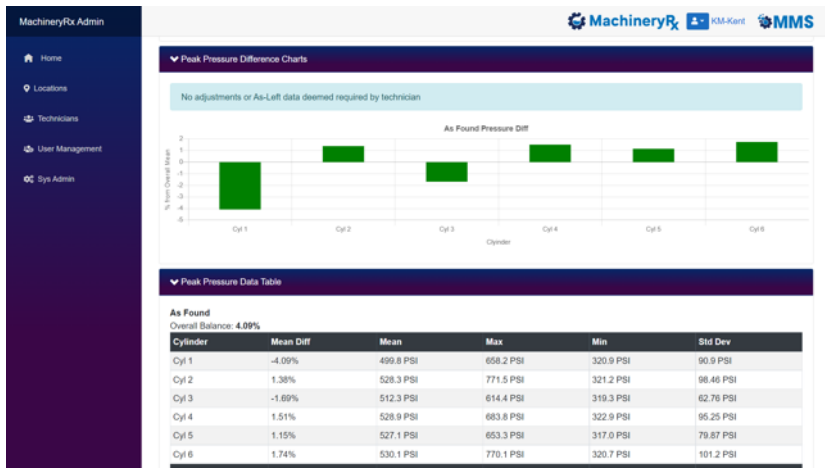 MachineryRx Admin
MachineryRx
KM-Kent
MMS
Home
Locations
Technicians
User Management
Sys Admin
Peak Pressure Difference Charts
No adjustments or As-Left data deemed required by technician
As Found Pressure Diff
% from Overall Mean
2
1
0
-1
-2
-3
-4
-5
Cyl 1 Cyl 2 Cyl 3 Cyl 4 Cyl 5 Cyl 6
Clyinder
Peak Pressure Data Table
As Found
Overall Balance: 4.09%
Cylinder Mean Diff Mean Max Min Std Dev
Cyl 1 -4.09% 499.8 PSI 658.2 PSI 320.9 PSI 90.9 PSI
Cyl 2 1.38% 528.3 PSI 771.5 PSI 321.2 PSI 98.46 PSI
Cyl 3 -1.69% 512.3 PSI 614.4 PSI 319.3 PSI 62.76 PSI
Cyl 4 1.51% 528.9 PSI 683.8 PSI 322.9 PSI 95.25 PSI
Cyl 5 1.15% 527.1 PSI 653.3 PSI 317.0 PSI 79.87 PSI
Cyl 6 1.74% 530.1 PSI 770.1 PSI 320.7 PSI 101.2 PSI